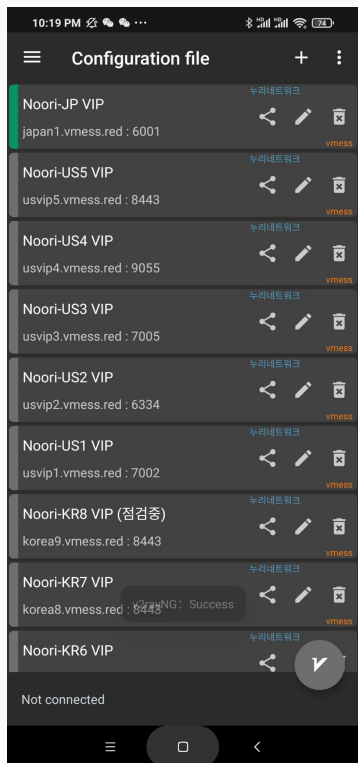 10:19 PM
74
Configuration file
누리네트워크
Noori-JP VIP
japan1.vmess.red : 6001
vmess
누리네트워크
Noori-US5 VIP
usvip5.vmess.red : 8443
vmess
누리네트워크
Noori-US4 VIP
usvip4.vmess.red : 9055
vmess
누리네트워크
Noori-US3 VIP
usvip3.vmess.red : 7005
vmess
누리네트워크
Noori-US2 VIP
usvip2.vmess.red : 6334
vmess
누리네트워크
Noori-US1 VIP
usvip1.vmess.red : 7002
vmess
누리네트워크
Noori-KR8 VIP (점검중)
korea9.vmess.red : 8443
vmess
누리네트워크
Noori-KR7 VIP
korea8.vmess.red : 8443
v2rayNG: Success
vmess
누리네트워크
Noori-KR6 VIP
Not connected